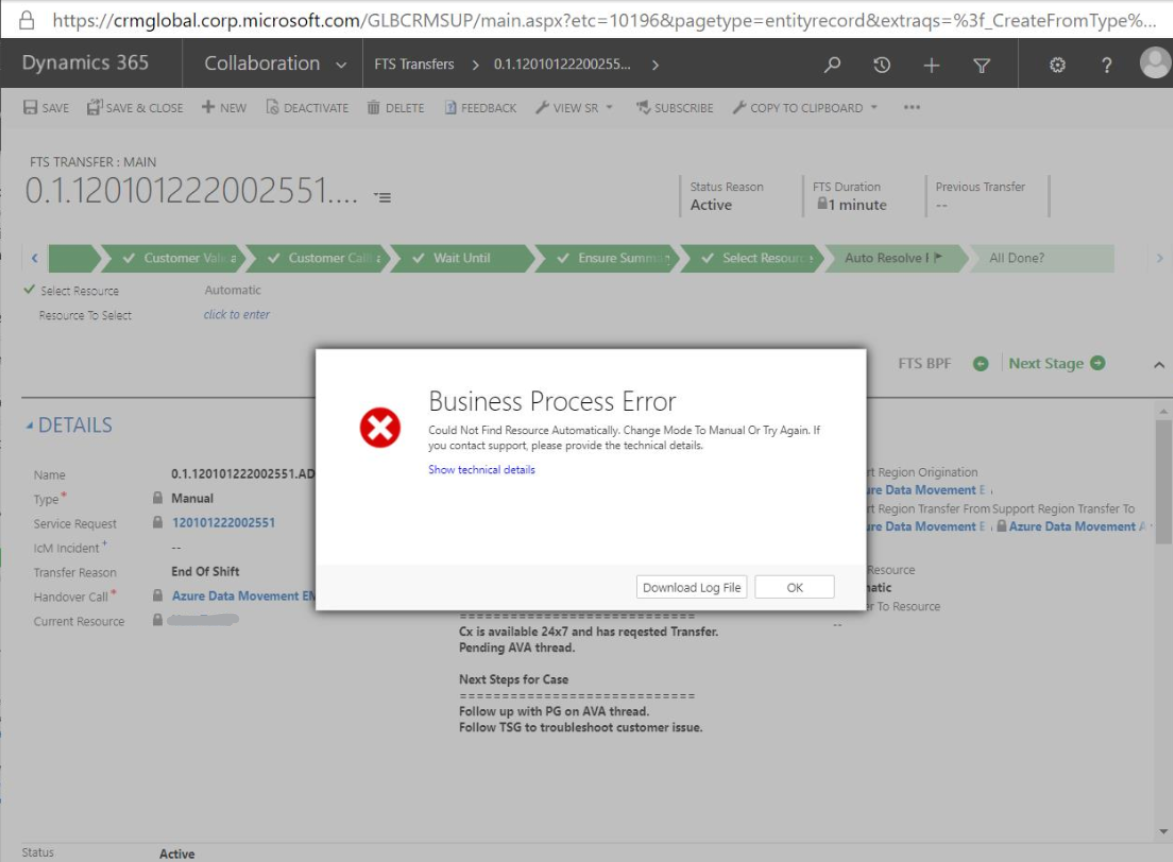 https://crmglobal.corp.microsoft.com/GLBCRMSUP/main.aspx?etc=10196&pagetype=entityrecord&extraqs=%3f_CreateFromType%...
Dynamics 365 Collaboration FTS Transfers > 0.1.12010122200255... >
SAVE SAVE & CLOSE NEW DEACTIVATE DELETE FEEDBACK VIEW SR SUBSCRIBE COPY TO CLIPBOARD ...
FTS TRANSFER : MAIN
0.1.120101222002551....
Status Reason FTS Duration Previous Transfer
Active 1 minute --
Customer Customer Wait Until Ensure Select Auto Resolve All Done?
Select Resource Automatic
Resource To Select click to enter
FTS BPF Next Stage
Business Process Error
Could Not Find Resource Automatically. Change Mode To Manual Or Try Again. If
you contact support, please provide the technical details.
Show technical details
Download Log File OK
DETAILS
Name 0.1.120101222002551.AD
Type * Manual
Service Request 120101222002551
IcM Incident + --
Transfer Reason End Of Shift
Handover Call * Azure Data Movement EM
Current Resource
============================
Cx is available 24x7 and has reqested Transfer.
Pending AVA thread.
Next Steps for Case
============================
Follow up with PG on AVA thread.
Follow TSG to troubleshoot customer issue.
rt Region Origination
ure Data Movement E
rt Region Transfer From Support Region Transfer To
ure Data Movement E Azure Data Movement A
Resource
matic
er To Resource
--
Status Active